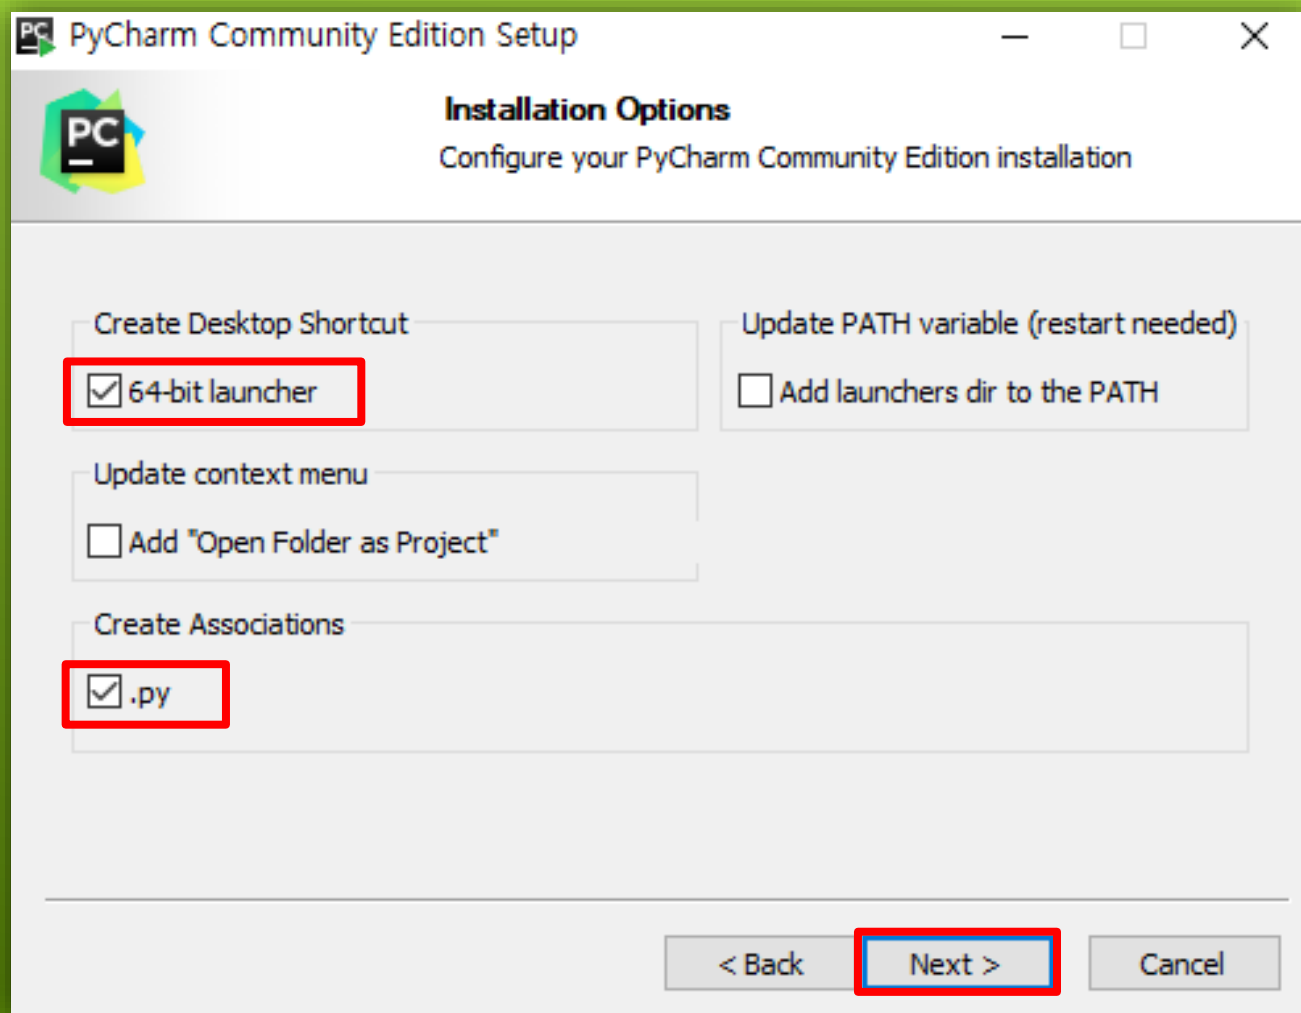 PC PyCharm Community Edition Setup
PC
Installation Options
Configure your PyCharm Community Edition installation
Create Desktop Shortcut
64-bit launcher
Update PATH variable (restart needed)
Add launchers dir to the PATH
Update context menu
Add "Open Folder as Project"
Create Associations
.py
< Back
Next >
Cancel